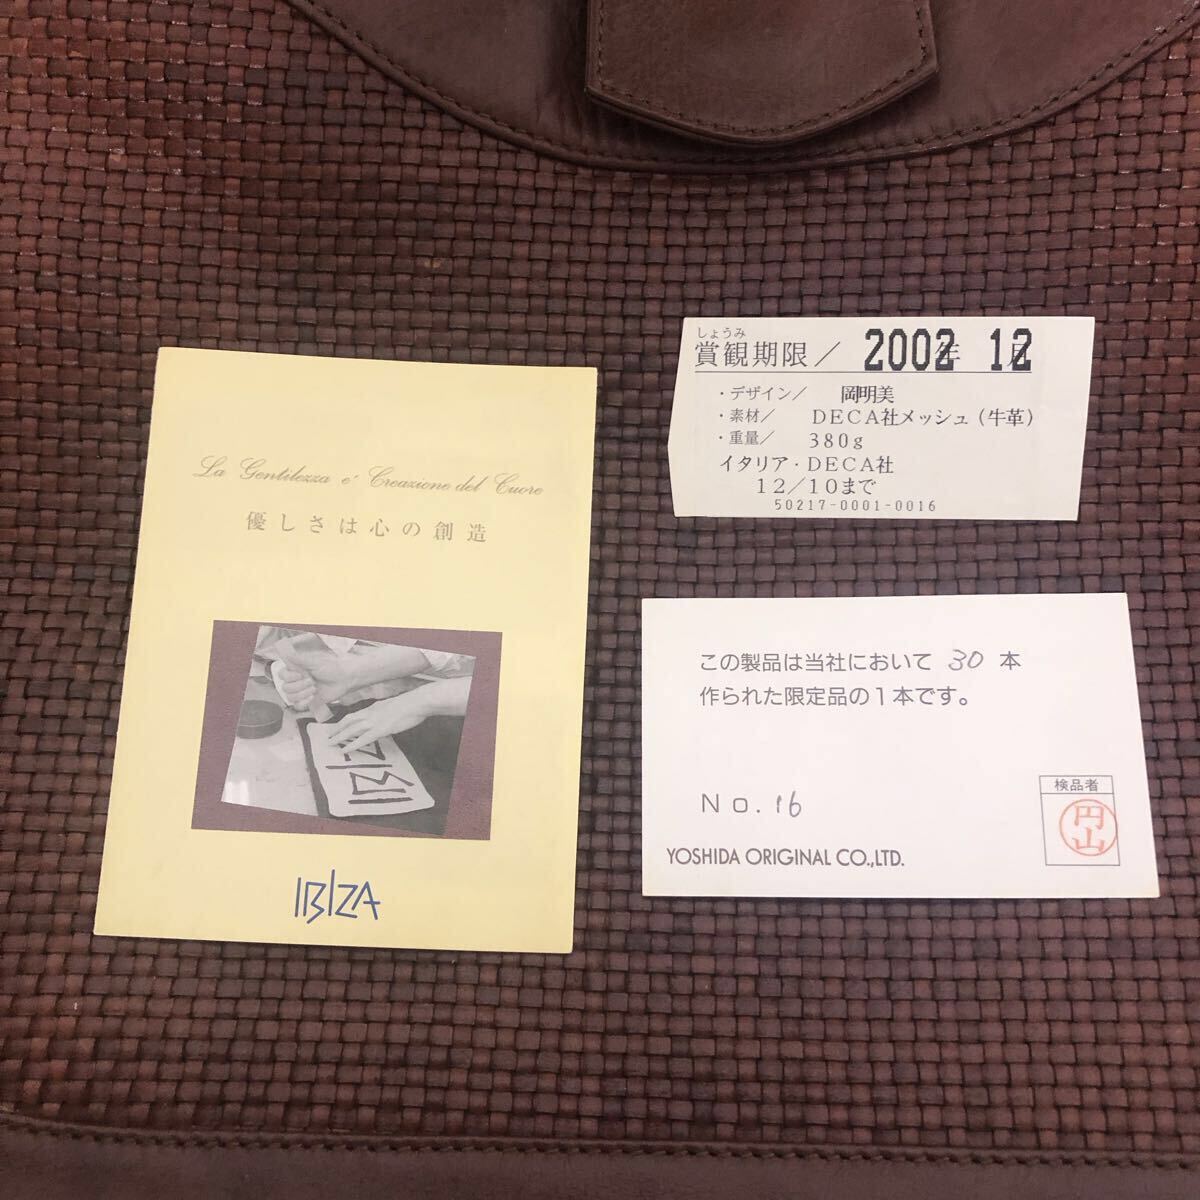 La Gentilezza e' Creazione del Cuore
優しさは心の創造
IBIZA
IBIZA
しょうみ
賞観期限／ 2002年 12月
・デザイン／ 岡明美
・素材／ DECA社メッシュ（牛革）
・重量／ 380g
イタリア・DECA社
12／10まで
50217-0001-0016
この製品は当社において 30 本
作られた限定品の1本です。
No. 16
検品者
円山
YOSHIDA ORIGINAL CO.,LTD.